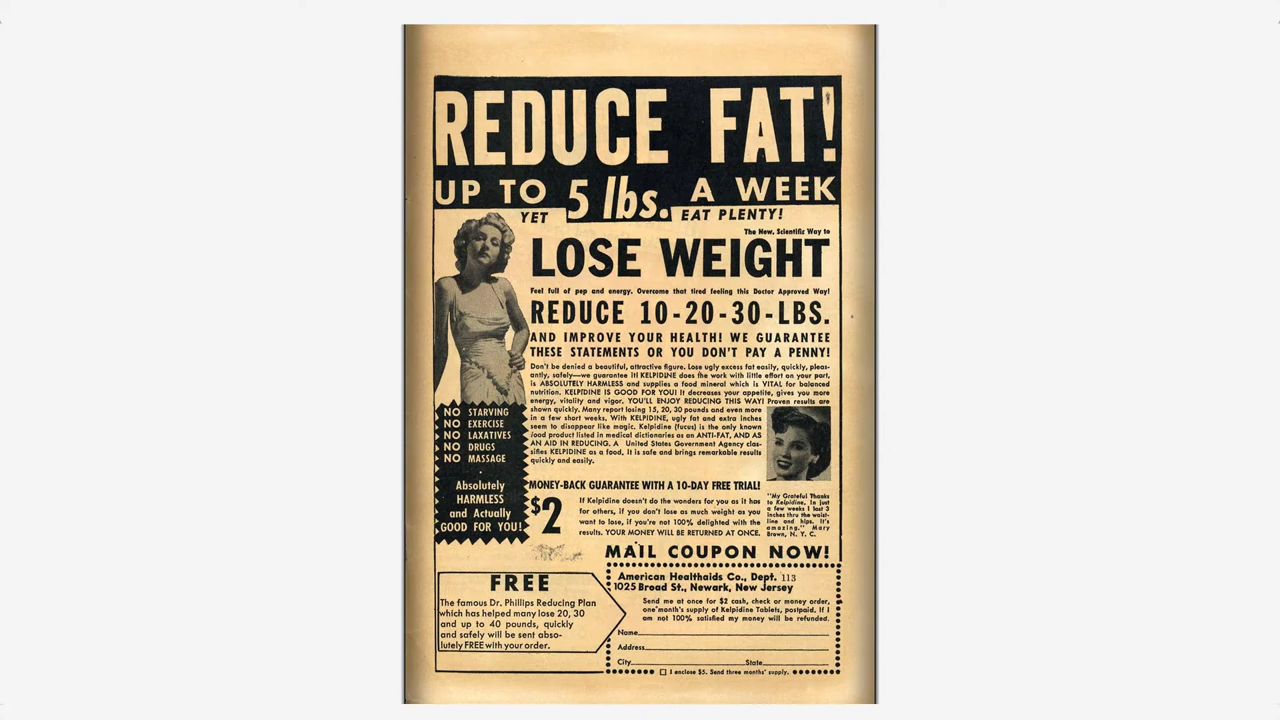 REDUCE FAT!
UP TO 5 lbs. A WEEK
YET EAT PLENTY!
The New, Scientific Way to
LOSE WEIGHT
Feel full of pep and energy. Overcome that tired feeling this Doctor Approved Way!
REDUCE 10-20-30-LBS.
AND IMPROVE YOUR HEALTH! WE GUARANTEE
THESE STATEMENTS OR YOU DON'T PAY A PENNY!
Don't be denied a beautiful, attractive figure. Lose ugly excess fat easily, quickly, pleas-
antly, safely—we guarantee it! KELPIDINE does the work with little effort on your part,
is ABSOLUTELY HARMLESS and supplies a food mineral which is VITAL for balanced
nutrition. KELPIDINE IS GOOD FOR YOU! It decreases your appetite, gives you more
energy, vitality and vigor. YOU'LL ENJOY REDUCING THIS WAY! Proven results are
shown quickly. Many report losing 15, 20, 30 pounds and even more
in a few short weeks. With KELPIDINE, ugly fat and extra inches
seem to disappear like magic. Kelpidine (fucus) is the only known
food product listed in medical dictionaries as an ANTI-FAT, AND AS
AN AID IN REDUCING. A United States Government Agency clas-
sifies KELPIDINE as a food. It is safe and brings remarkable results
quickly and easily.
NO STARVING
NO EXERCISE
NO LAXATIVES
NO DRUGS
NO MASSAGE
Absolutely
HARMLESS
and Actually
GOOD FOR YOU!
MONEY-BACK GUARANTEE WITH A 10-DAY FREE TRIAL!
$2
If Kelpidine doesn't do the wonders for you as it has
for others, if you don't lose as much weight as you
want to lose, if you're not 100% delighted with the
results. YOUR MONEY WILL BE RETURNED AT ONCE.
"My Grateful Thanks
to Kelpidine. In just
a few weeks I lost 3
inches thru the waist-
line and hips. It's
amazing." Mary
Brown, N. Y. C.
MAIL COUPON NOW!
FREE
The famous Dr. Phillips Reducing Plan
which has helped many lose 20, 30
and up to 40 pounds, quickly
and safely will be sent abso-
lutely FREE with your order.
American Healthaids Co., Dept. 113
1025 Broad St., Newark, New Jersey
Send me at once for $2 cash, check or money order,
one month's supply of Kelpidine Tablets, postpaid. If I
am not 100% satisfied my money will be refunded.
Name
Address
City State
I enclose $5. Send three months' supply.